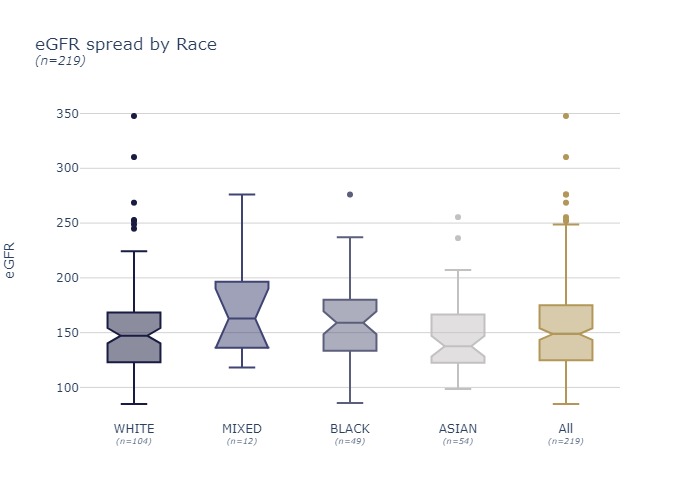 eGFR spread by Race
(n=219)
350
300
250
200
150
100
eGFR
WHITE MIXED BLACK ASIAN All
(n=104) (n=12) (n=49) (n=54) (n=219)